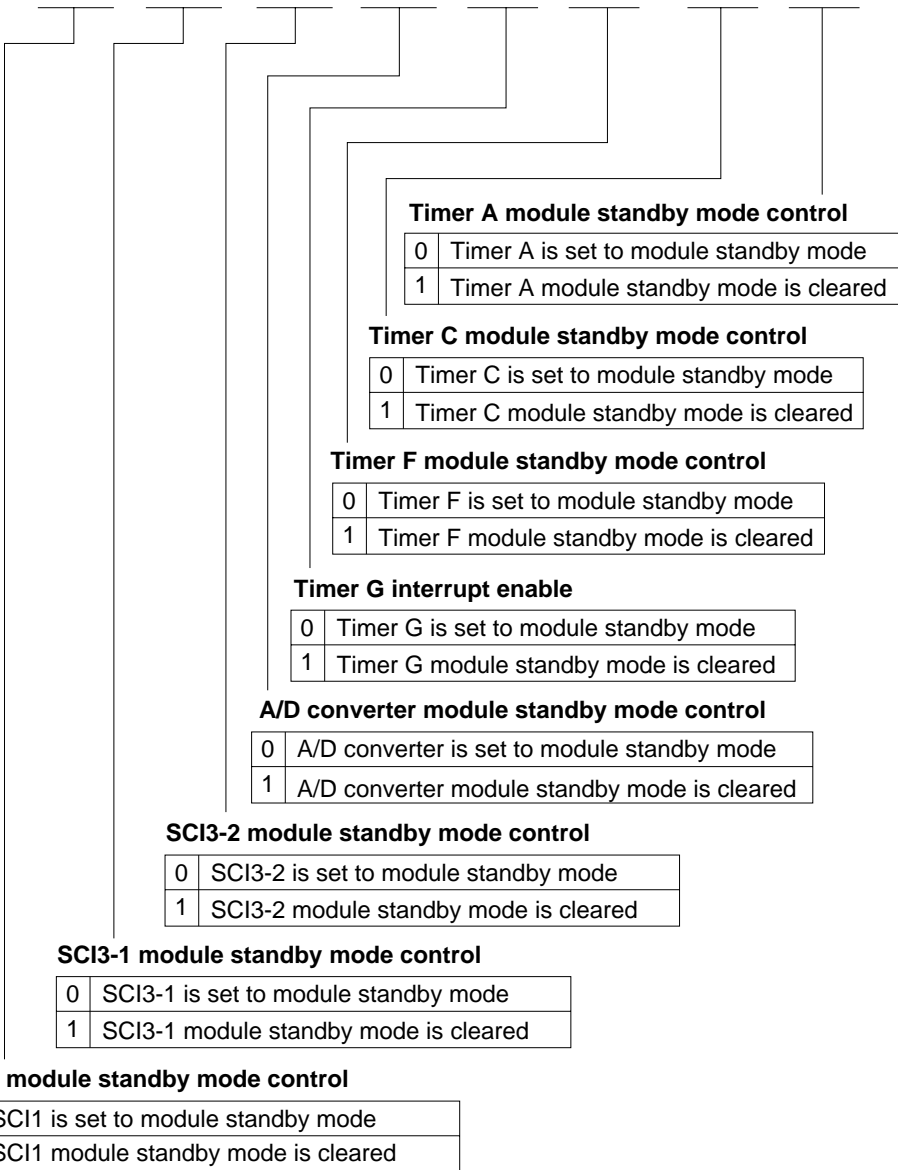 Timer A module standby mode control
0 Timer A is set to module standby mode
1 Timer A module standby mode is cleared
Timer C module standby mode control
0 Timer C is set to module standby mode
1 Timer C module standby mode is cleared
Timer F module standby mode control
0 Timer F is set to module standby mode
1 Timer F module standby mode is cleared
Timer G interrupt enable
0 Timer G is set to module standby mode
1 Timer G module standby mode is cleared
A/D converter module standby mode control
0 A/D converter is set to module standby mode
1 A/D converter module standby mode is cleared
SCI3-2 module standby mode control
0 SCI3-2 is set to module standby mode
1 SCI3-2 module standby mode is cleared
SCI3-1 module standby mode control
0 SCI3-1 is set to module standby mode
1 SCI3-1 module standby mode is cleared
module standby mode control
SCI1 is set to module standby mode
SCI1 module standby mode is cleared